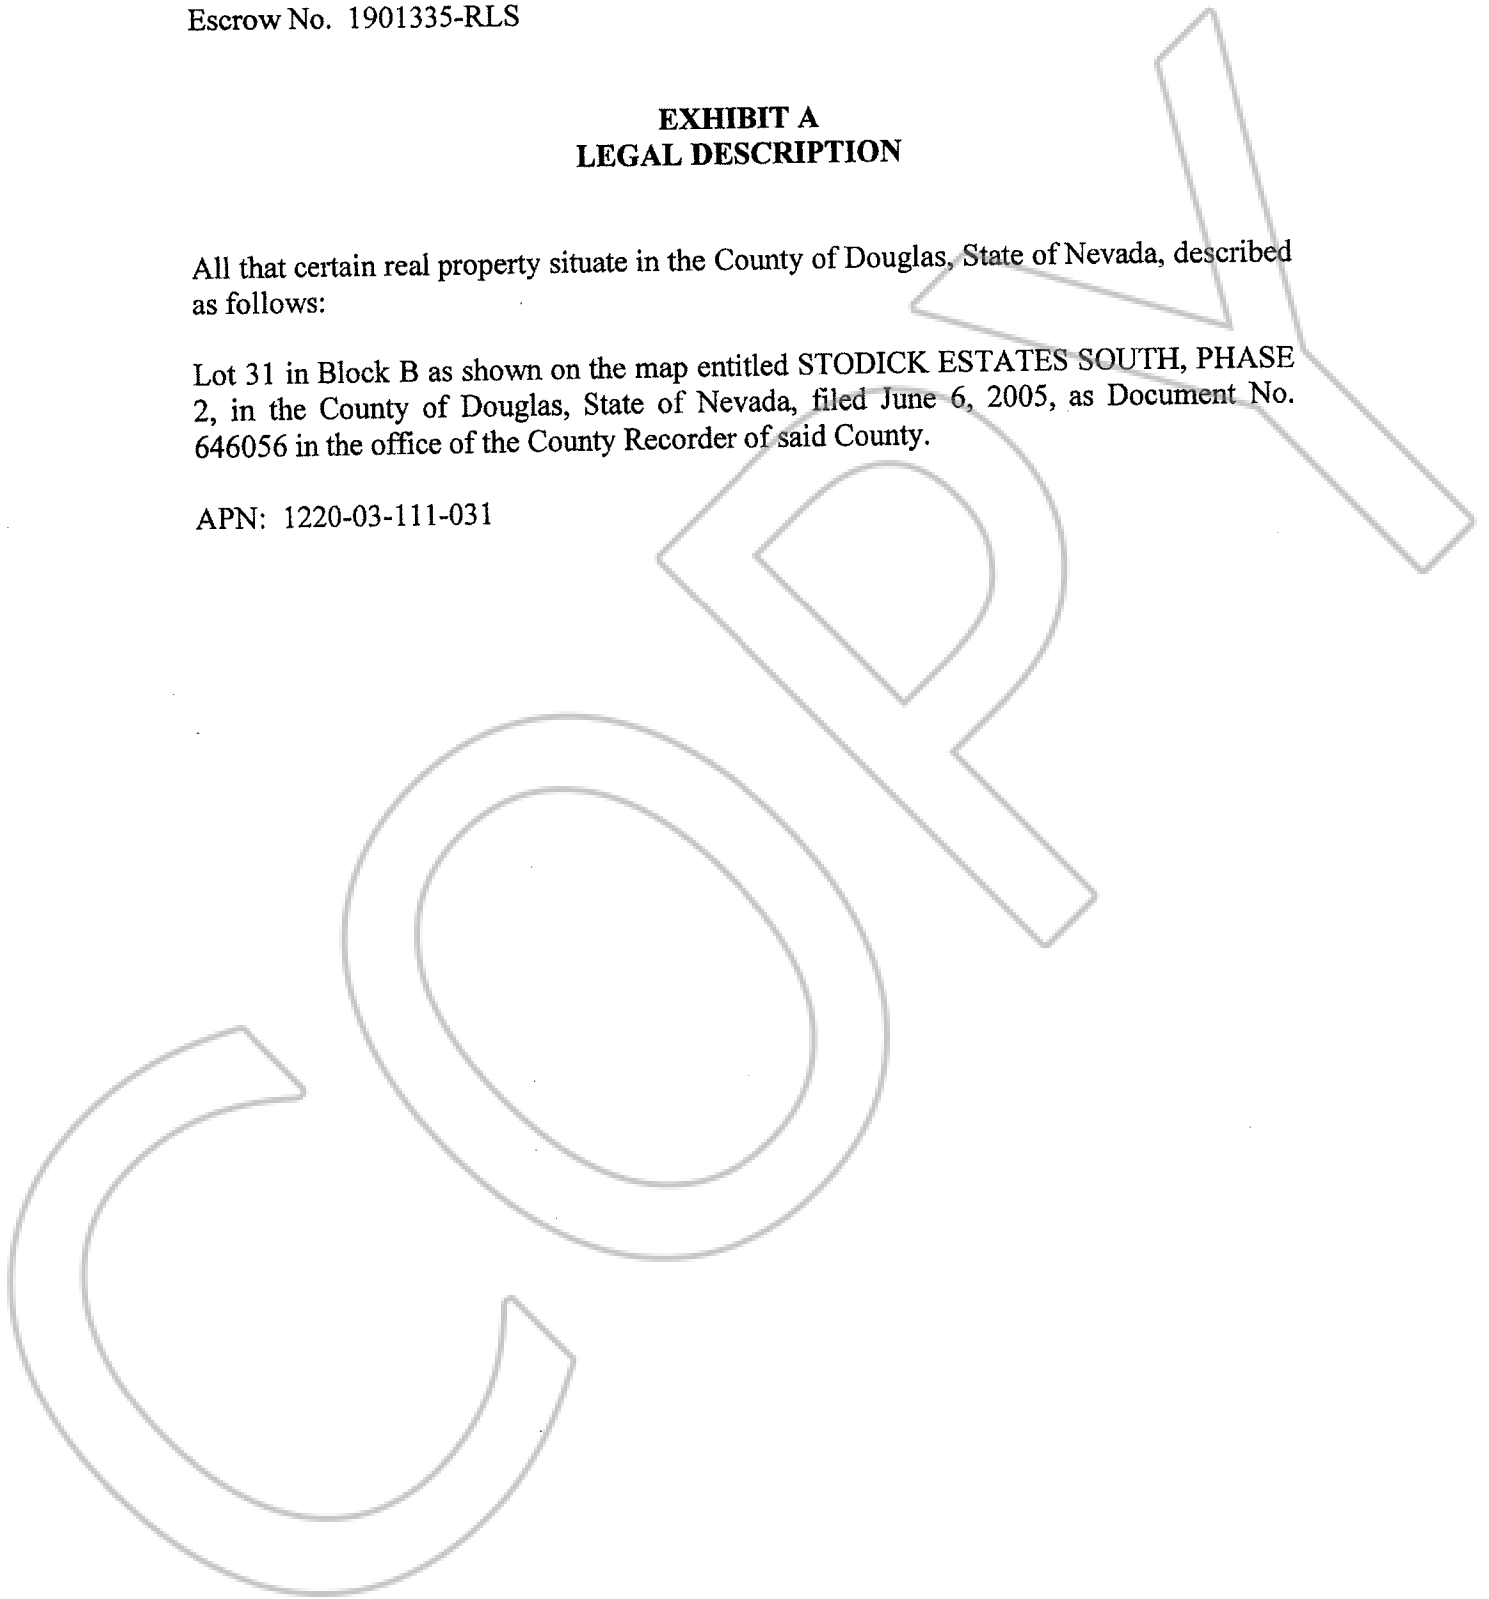 Escrow No. 1901335-RLS
EXHIBIT A
LEGAL DESCRIPTION
All that certain real property situate in the County of Douglas, State of Nevada, described
as follows:
Lot 31 in Block B as shown on the map entitled STODICK ESTATES SOUTH, PHASE
2, in the County of Douglas, State of Nevada, filed June 6, 2005, as Document No.
646056 in the office of the County Recorder of said County.
APN: 1220-03-111-031
COPY